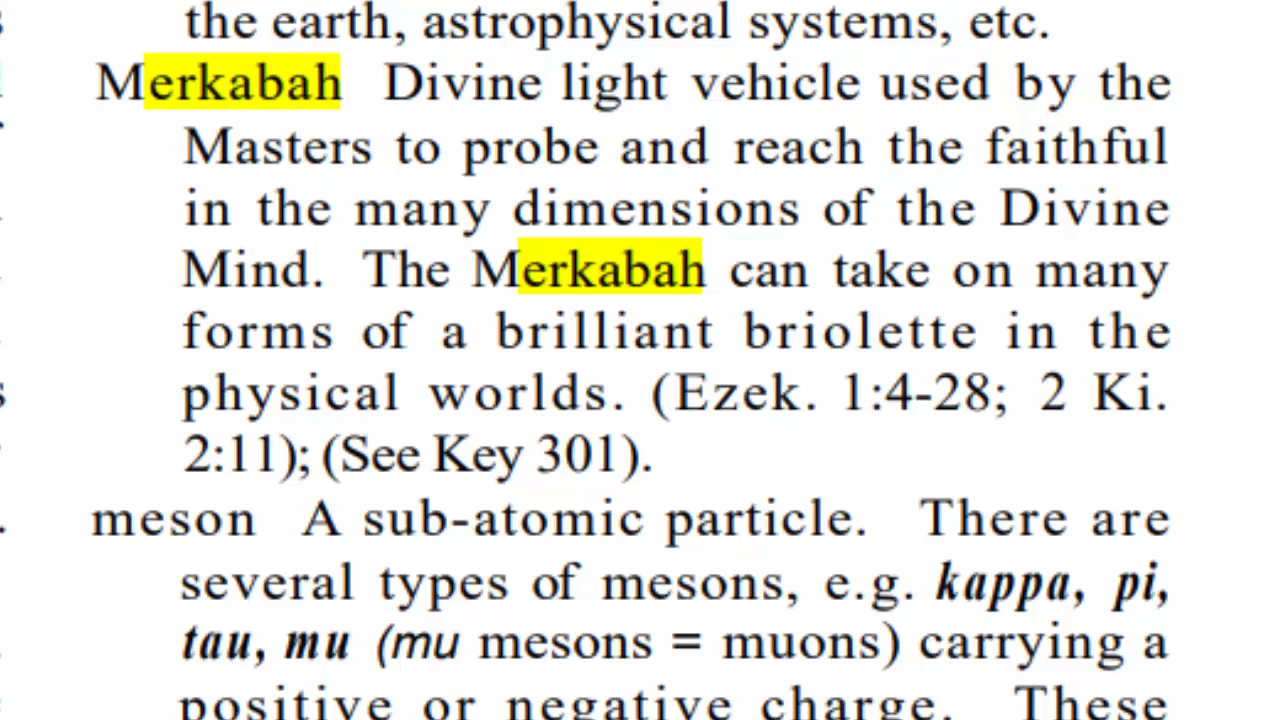 the earth, astrophysical systems, etc.
Merkabah Divine light vehicle used by the
Masters to probe and reach the faithful
in the many dimensions of the Divine
Mind. The Merkabah can take on many
forms of a brilliant briolette in the
physical worlds. (Ezek. 1:4-28; 2 Ki.
2:11); (See Key 301).
meson A sub-atomic particle. There are
several types of mesons, e.g. kappa, pi,
tau, mu (mu mesons = muons) carrying a
positive or negative charge. These